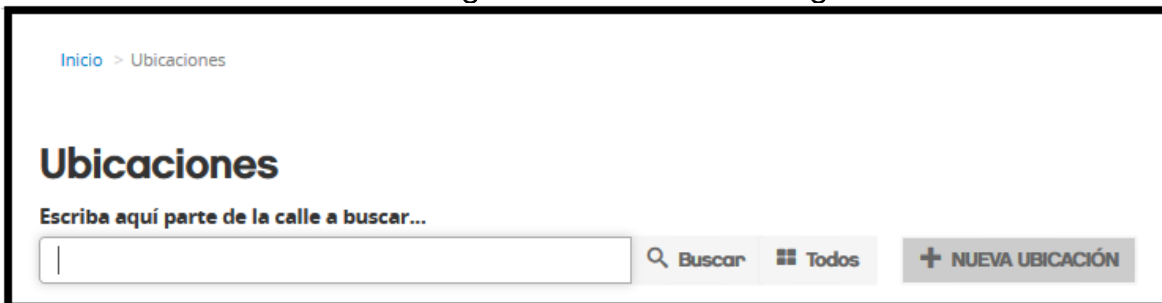 Inicio > Ubicaciones
Ubicaciones
Escriba aquí parte de la calle a buscar...
Buscar Todos + NUEVA UBICACIÓN